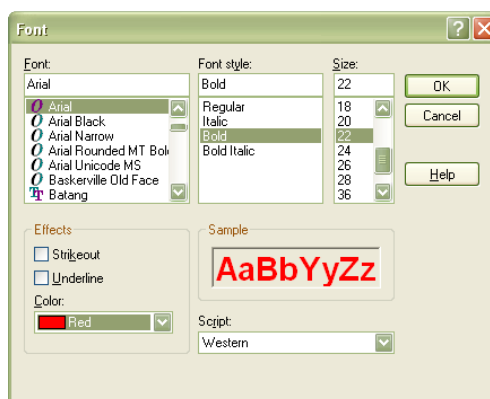 Font
Font:
Arial
Arial
Arial Black
Arial Narrow
Arial Rounded MT Bol
Arial Unicode MS
Baskerville Old Face
Batang
Font style:
Bold
Regular
Italic
Bold
Bold Italic
Size:
22
18
20
22
24
26
28
36
OK
Cancel
Help
Effects
Strikeout
Underline
Color:
Red
Sample
AaBbYyZz
Script:
Western